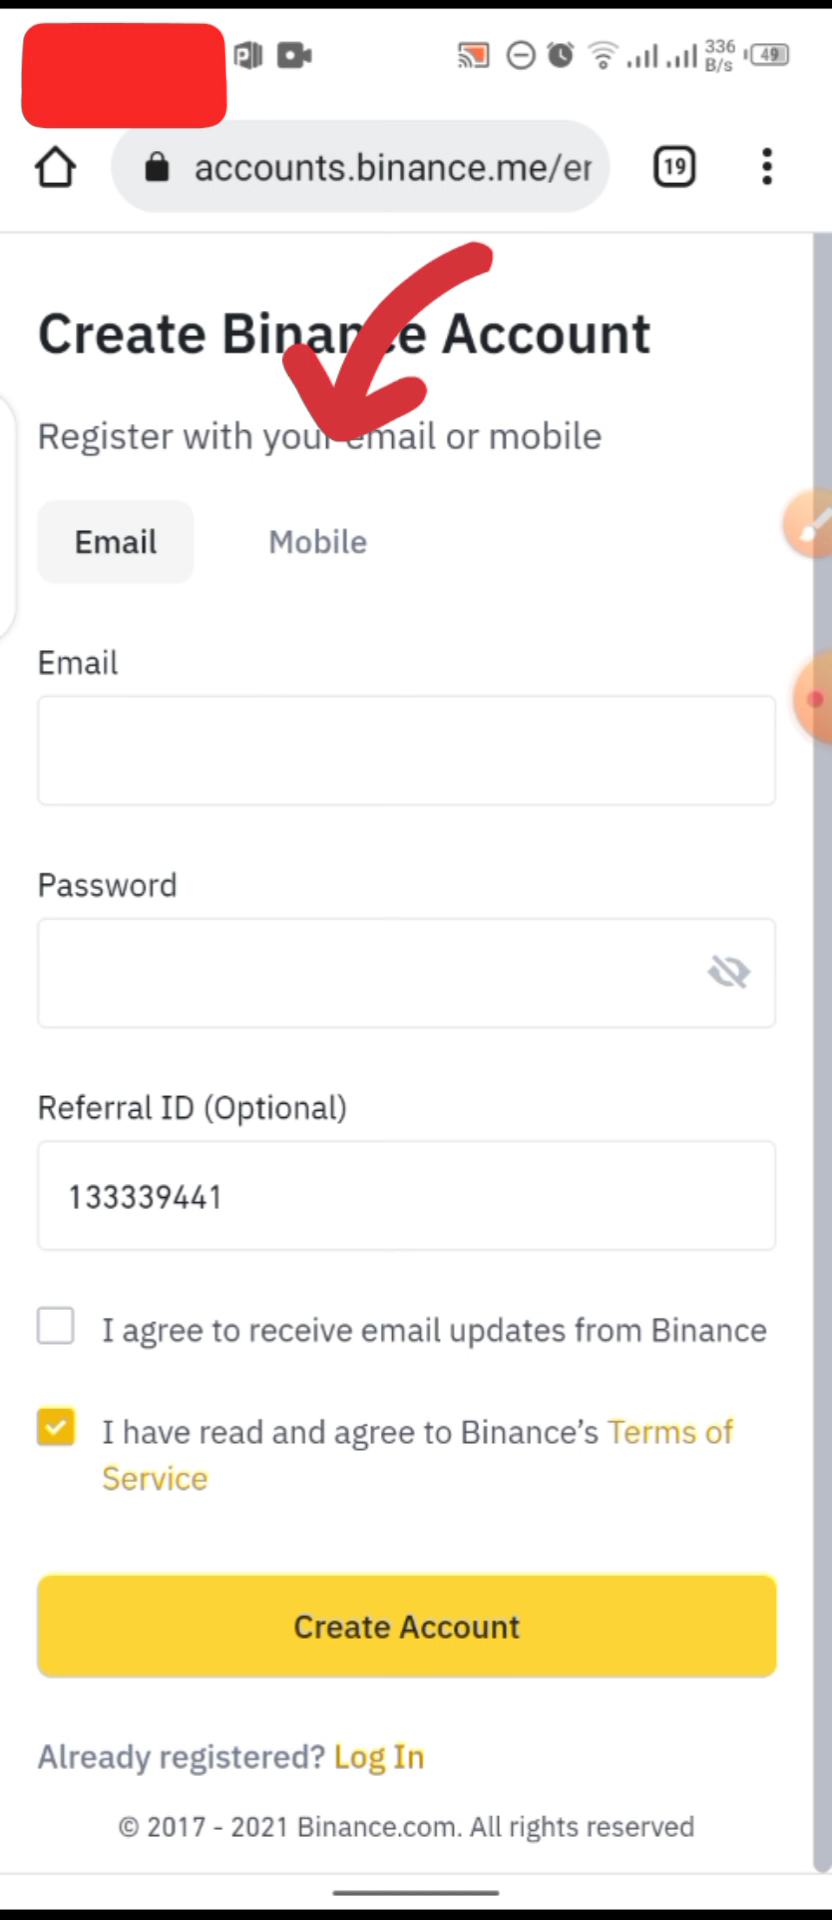 336
B/s
49
accounts.binance.me/er
19
Create Binance Account
Register with your email or mobile
Email
Mobile
Email
Password
Referral ID (Optional)
133339441
I agree to receive email updates from Binance
I have read and agree to Binance’s Terms of
Service
Create Account
Already registered? Log In
© 2017 - 2021 Binance.com. All rights reserved